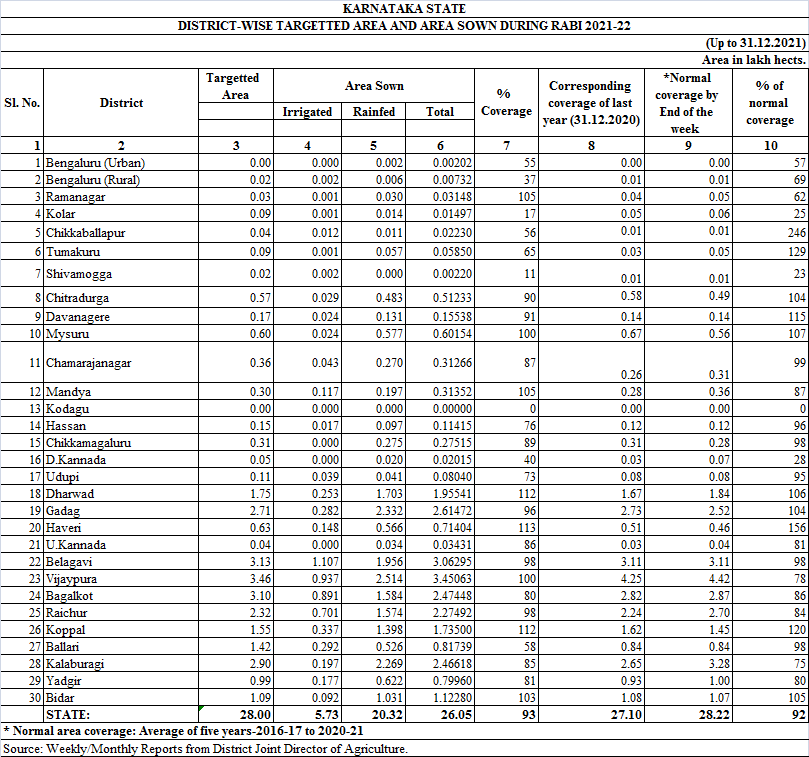 KARNATAKA STATE
DISTRICT-WISE TARGETTED AREA AND AREA SOWN DURING RABI 2021-22
(Up to 31.12.2021)
Area in lakh hects.
Sl. No. District Targetted Area Area Sown % Coverage Corresponding coverage of last year (31.12.2020) *Normal coverage by End of the week % of normal coverage
Irrigated Rainfed Total
1 2 3 4 5 6 7 8 9 10
1 Bengaluru (Urban) 0.00 0.000 0.002 0.00202 55 0.00 0.00 57
2 Bengaluru (Rural) 0.02 0.002 0.006 0.00732 37 0.01 0.01 69
3 Ramanagar 0.03 0.001 0.030 0.03148 105 0.04 0.05 62
4 Kolar 0.09 0.001 0.014 0.01497 17 0.05 0.06 25
5 Chikkaballapur 0.04 0.012 0.011 0.02230 56 0.01 0.01 246
6 Tumakuru 0.09 0.001 0.057 0.05850 65 0.03 0.05 129
7 Shivamogga 0.02 0.002 0.000 0.00220 11 0.01 0.01 23
8 Chitradurga 0.57 0.029 0.483 0.51233 90 0.58 0.49 104
9 Davanagere 0.17 0.024 0.131 0.15538 91 0.14 0.14 115
10 Mysuru 0.60 0.024 0.577 0.60154 100 0.67 0.56 107
11 Chamarajanagar 0.36 0.043 0.270 0.31266 87 0.26 0.31 99
12 Mandya 0.30 0.117 0.197 0.31352 105 0.28 0.36 87
13 Kodagu 0.00 0.000 0.000 0.00000 0 0.00 0.00 0
14 Hassan 0.15 0.017 0.097 0.11415 76 0.12 0.12 96
15 Chikkamagaluru 0.31 0.000 0.275 0.27515 89 0.31 0.28 98
16 D.Kannada 0.05 0.000 0.020 0.02015 40 0.03 0.07 28
17 Udupi 0.11 0.039 0.041 0.08040 73 0.08 0.08 95
18 Dharwad 1.75 0.253 1.703 1.95541 112 1.67 1.84 106
19 Gadag 2.71 0.282 2.332 2.61472 96 2.73 2.52 104
20 Haveri 0.63 0.148 0.566 0.71404 113 0.51 0.46 156
21 U.Kannada 0.04 0.000 0.034 0.03431 86 0.03 0.04 81
22 Belagavi 3.13 1.107 1.956 3.06295 98 3.11 3.11 98
23 Vijaypura 3.46 0.937 2.514 3.45063 100 4.25 4.42 78
24 Bagalkot 3.10 0.891 1.584 2.47448 80 2.82 2.87 86
25 Raichur 2.32 0.701 1.574 2.27492 98 2.24 2.70 84
26 Koppal 1.55 0.337 1.398 1.73500 112 1.62 1.45 120
27 Ballari 1.42 0.292 0.526 0.81739 58 0.84 0.84 98
28 Kalaburagi 2.90 0.197 2.269 2.46618 85 2.65 3.28 75
29 Yadgir 0.99 0.177 0.622 0.79960 81 0.93 1.00 80
30 Bidar 1.09 0.092 1.031 1.12280 103 1.08 1.07 105
STATE: 28.00 5.73 20.32 26.05 93 27.10 28.22 92
* Normal area coverage: Average of five years-2016-17 to 2020-21
Source: Weekly/Monthly Reports from District Joint Director of Agriculture.